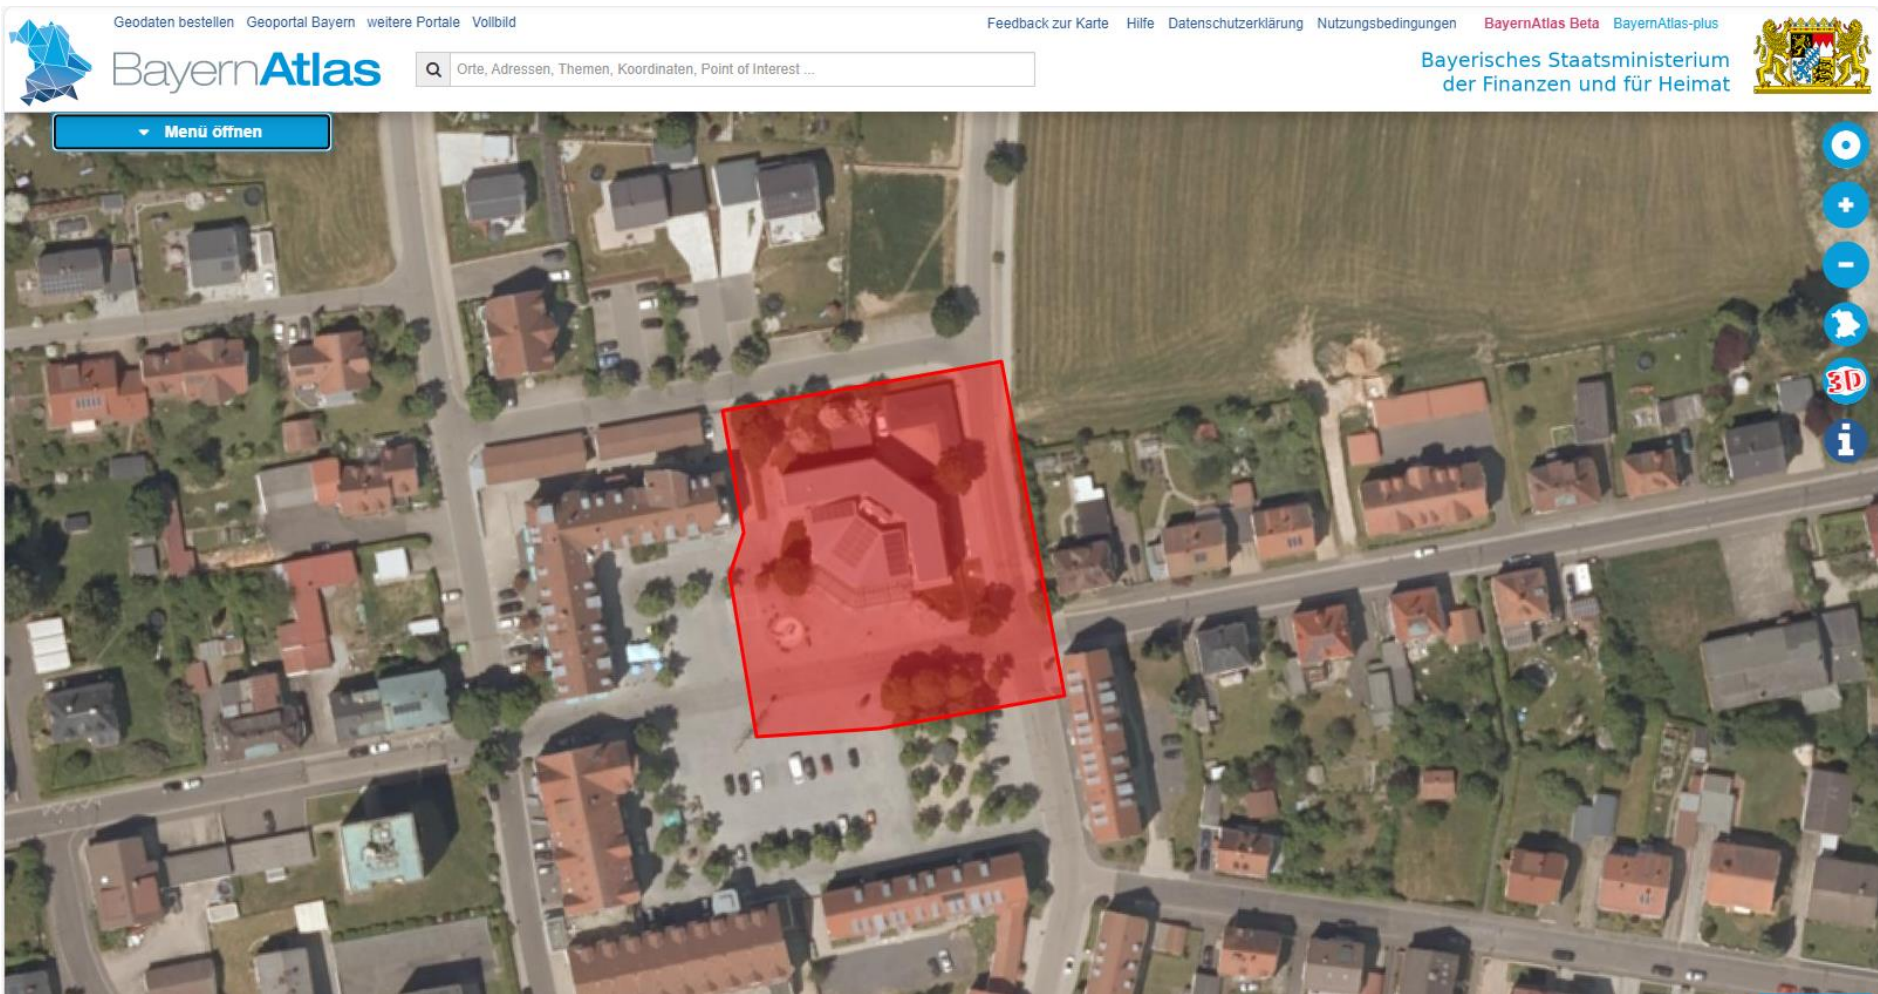 Geodaten bestellen Geoportal Bayern weitere Portale Vollbild
Feedback zur Karte Hilfe Datenschutzerklärung Nutzungsbedingungen BayernAtlas Beta BayernAtlas-plus
BayernAtlas
Orte, Adressen, Themen, Koordinaten, Point of Interest ...
Bayerisches Staatsministerium
der Finanzen und für Heimat
Menü öffnen
3D
i